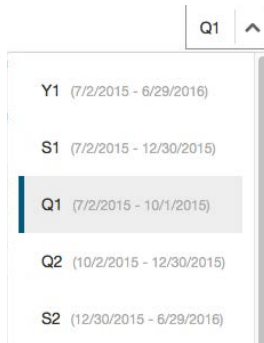 Q1
Y1 (7/2/2015 - 6/29/2016)
S1 (7/2/2015 - 12/30/2015)
Q1 (7/2/2015 - 10/1/2015)
Q2 (10/2/2015 - 12/30/2015)
S2 (12/30/2015 - 6/29/2016)